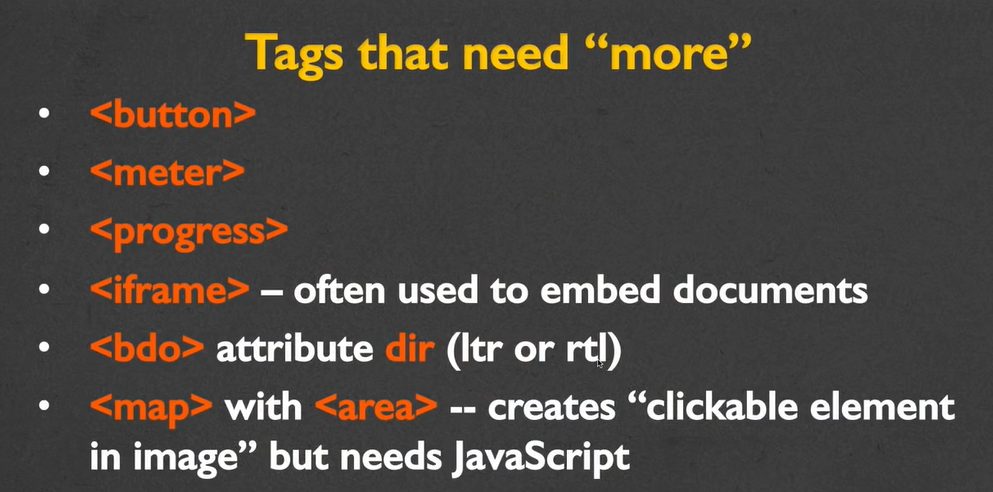 Tags that need “more”
• <button>
• <meter>
• <progress>
• <iframe> – often used to embed documents
• <bdo> attribute dir (ltr or rtl)
• <map> with <area> -- creates “clickable element
in image” but needs JavaScript